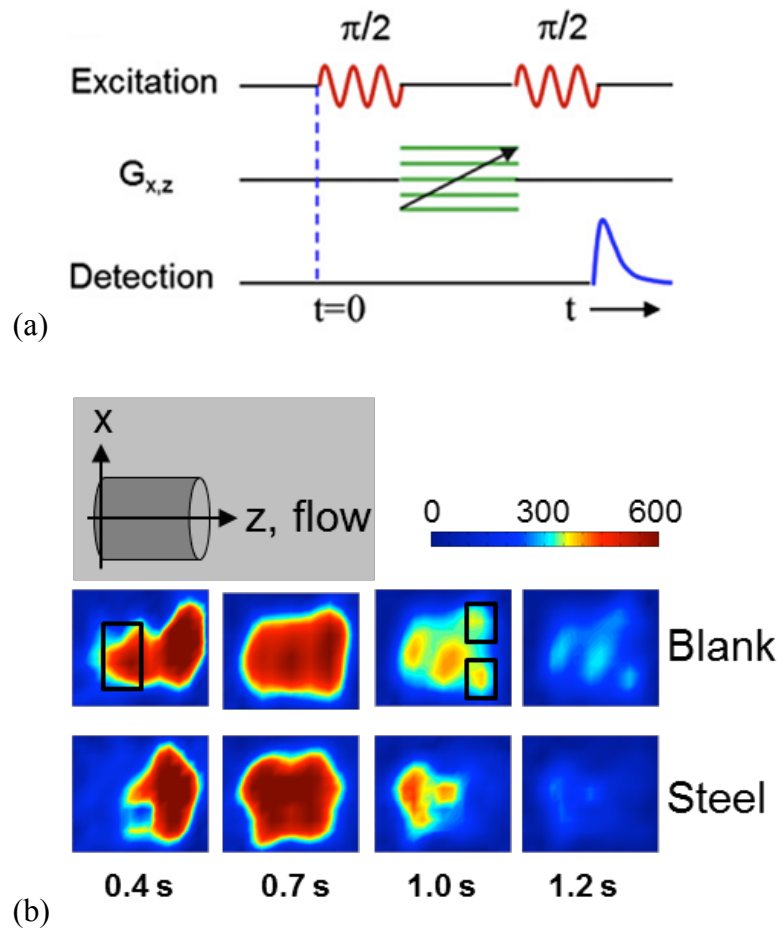 π/2 π/2
Excitation
Gx,z
Detection
t=0 t
(a)
x
z, flow
0 300 600
Blank
Steel
0.4 s 0.7 s 1.0 s 1.2 s
(b)